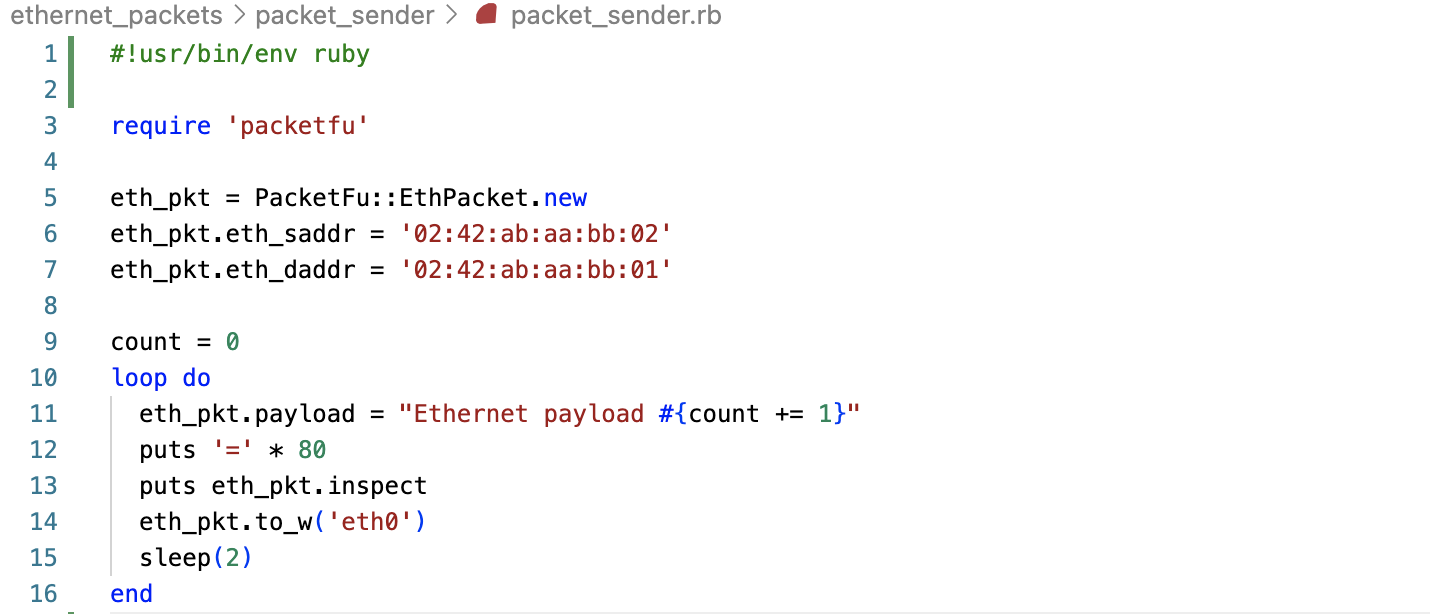 ethernet_packets > packet_sender > packet_sender.rb
1 #!usr/bin/env ruby
2
3 require 'packetfu'
4
5 eth_pkt = PacketFu::EthPacket.new
6 eth_pkt.eth_saddr = '02:42:ab:aa:bb:02'
7 eth_pkt.eth_daddr = '02:42:ab:aa:bb:01'
8
9 count = 0
10 loop do
11   eth_pkt.payload = "Ethernet payload #{count += 1}"
12   puts '=' * 80
13   puts eth_pkt.inspect
14   eth_pkt.to_w('eth0')
15   sleep(2)
16 end